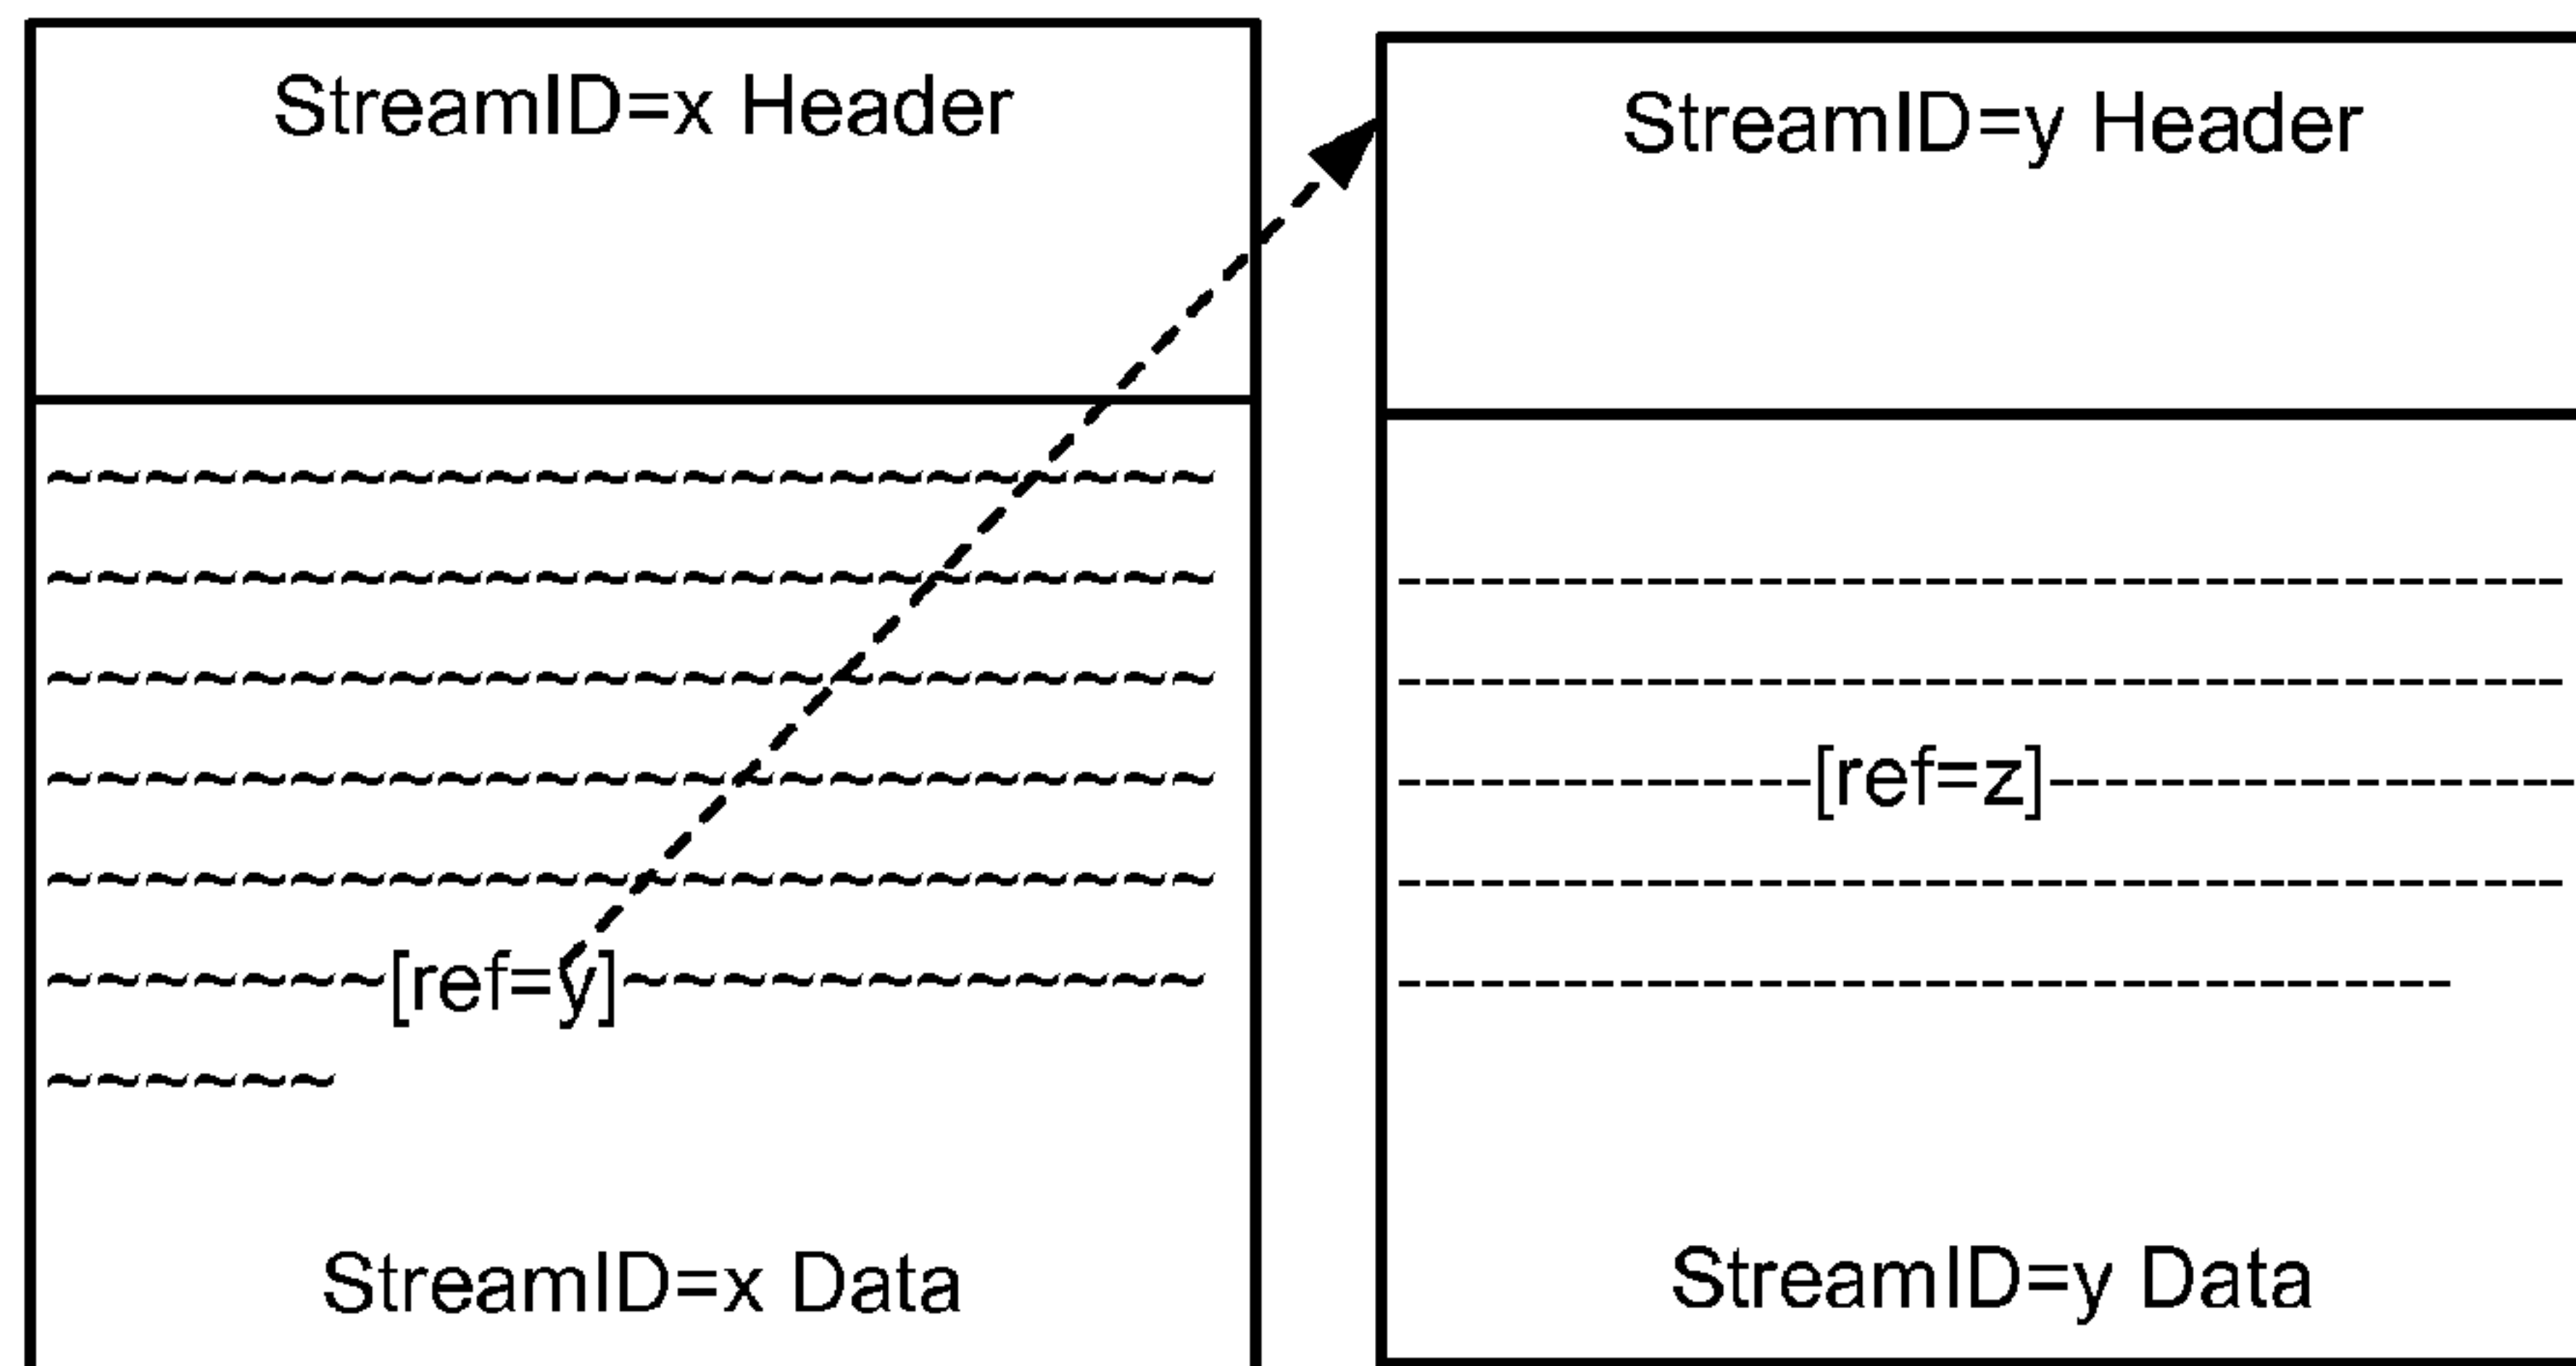 StreamID=x Header
[ref=y]
StreamID=x Data
StreamID=y Header
[ref=z]
StreamID=y Data